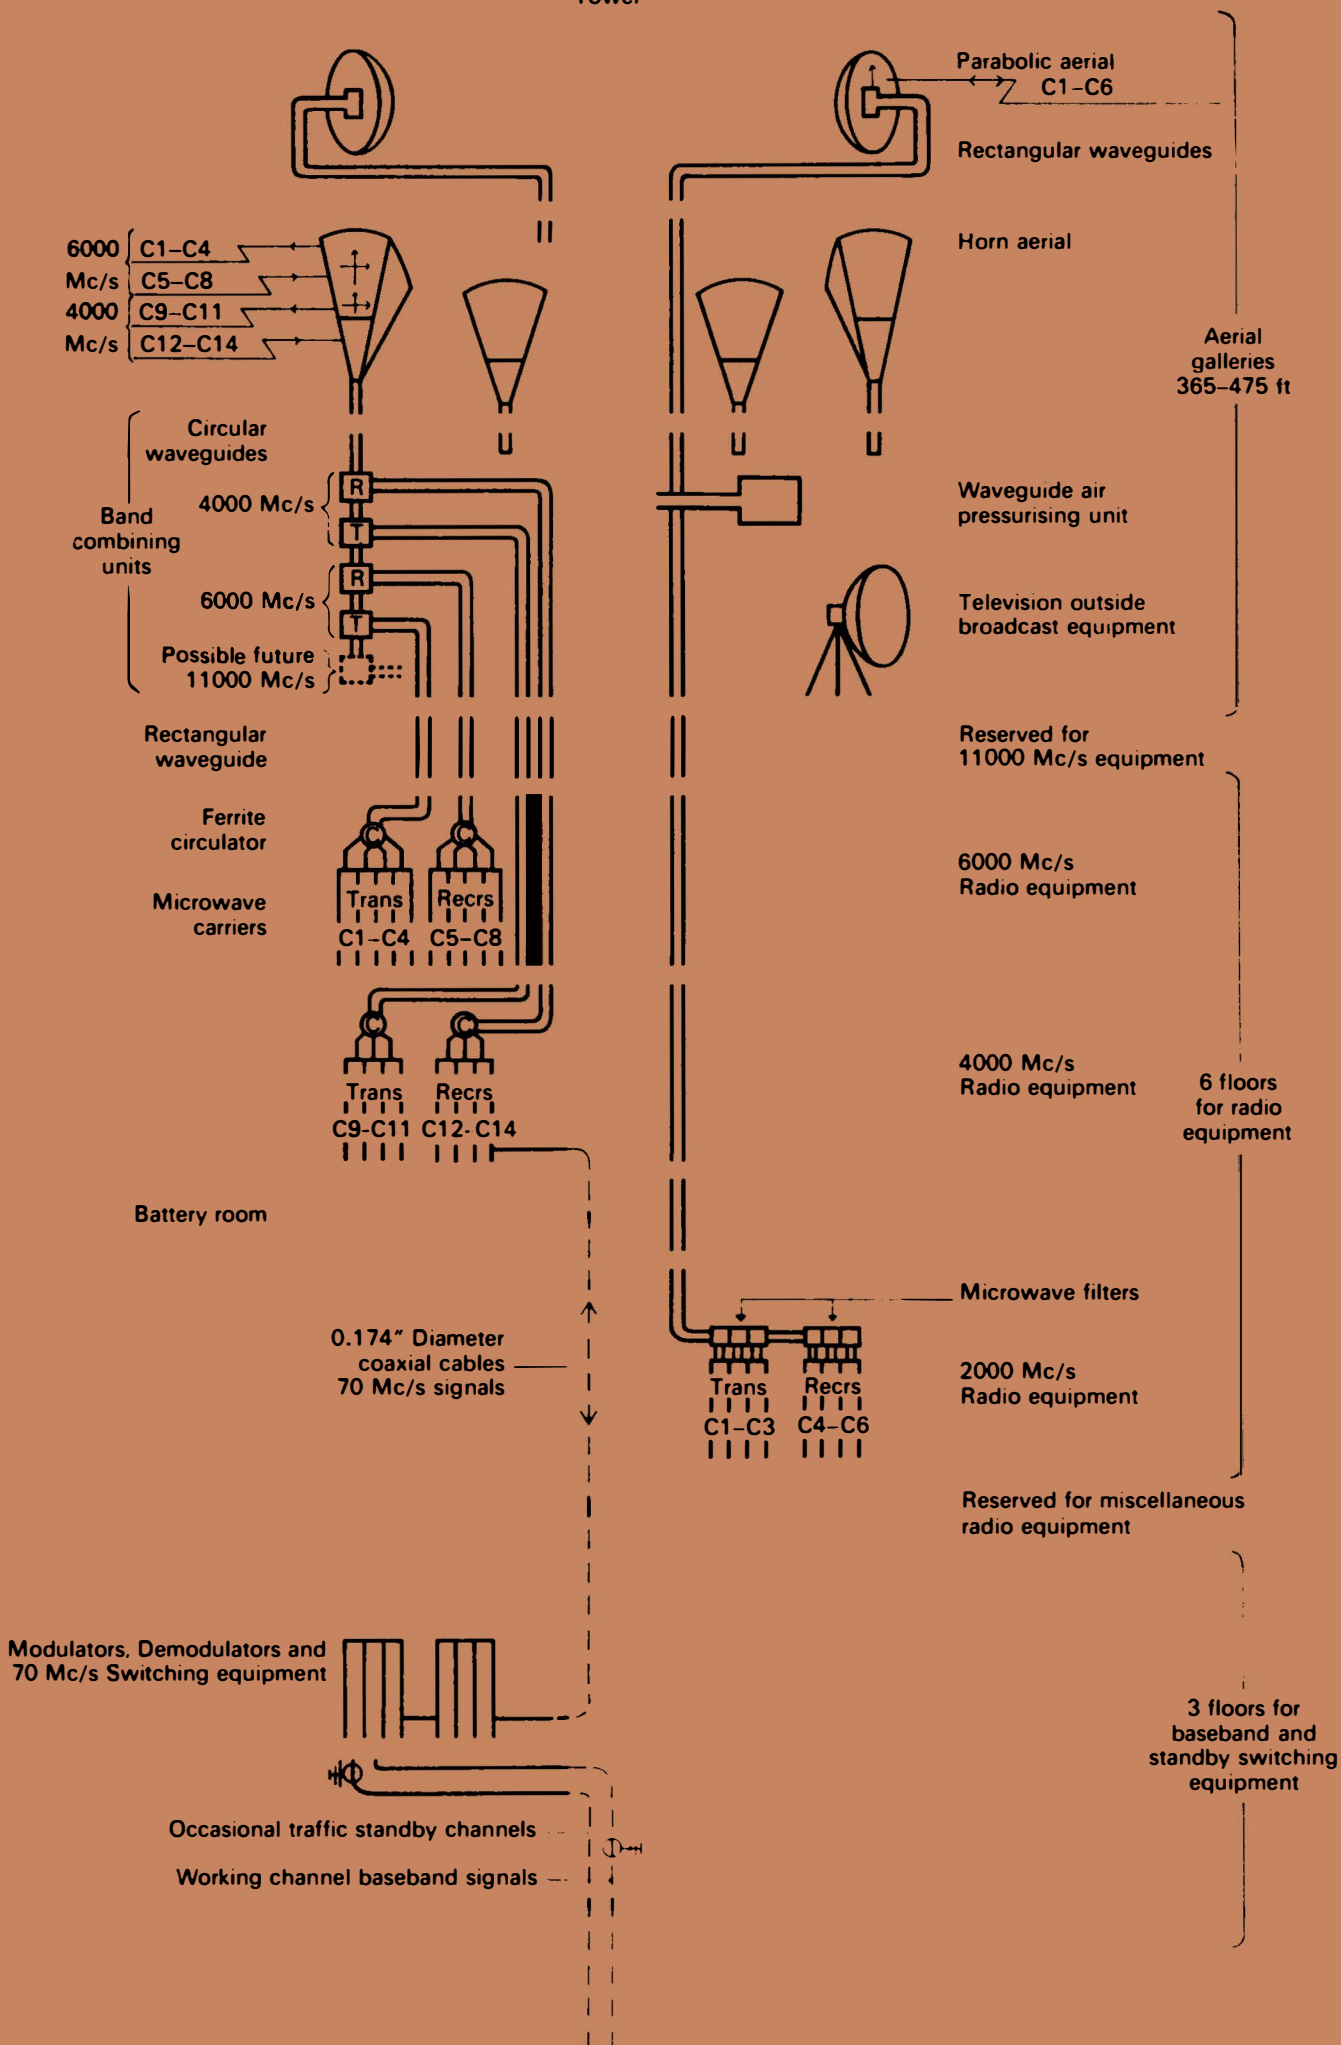 Tower
Parabolic aerial
C1-C6
Rectangular waveguides
6000 C1-C4
Mc/s C5-C8
4000 C9-C11
Mc/s C12-C14
Horn aerial
Aerial
galleries
365-475 ft
Circular
waveguides
R
4000 Mc/s
T
Band
combining
units
R
6000 Mc/s
T
Possible future
11000 Mc/s
Waveguide air
pressurising unit
Television outside
broadcast equipment
Rectangular
waveguide
Reserved for
11000 Mc/s equipment
Ferrite
circulator
C C
Microwave
carriers
Trans Recrs
C1-C4 C5-C8
6000 Mc/s
Radio equipment
C C
Trans Recrs
C9-C11 C12-C14
4000 Mc/s
Radio equipment
6 floors
for radio
equipment
Battery room
Microwave filters
0.174" Diameter
coaxial cables
70 Mc/s signals
Trans Recrs
C1-C3 C4-C6
2000 Mc/s
Radio equipment
Reserved for miscellaneous
radio equipment
Modulators, Demodulators and
70 Mc/s Switching equipment
3 floors for
baseband and
standby switching
equipment
Occasional traffic standby channels
Working channel baseband signals